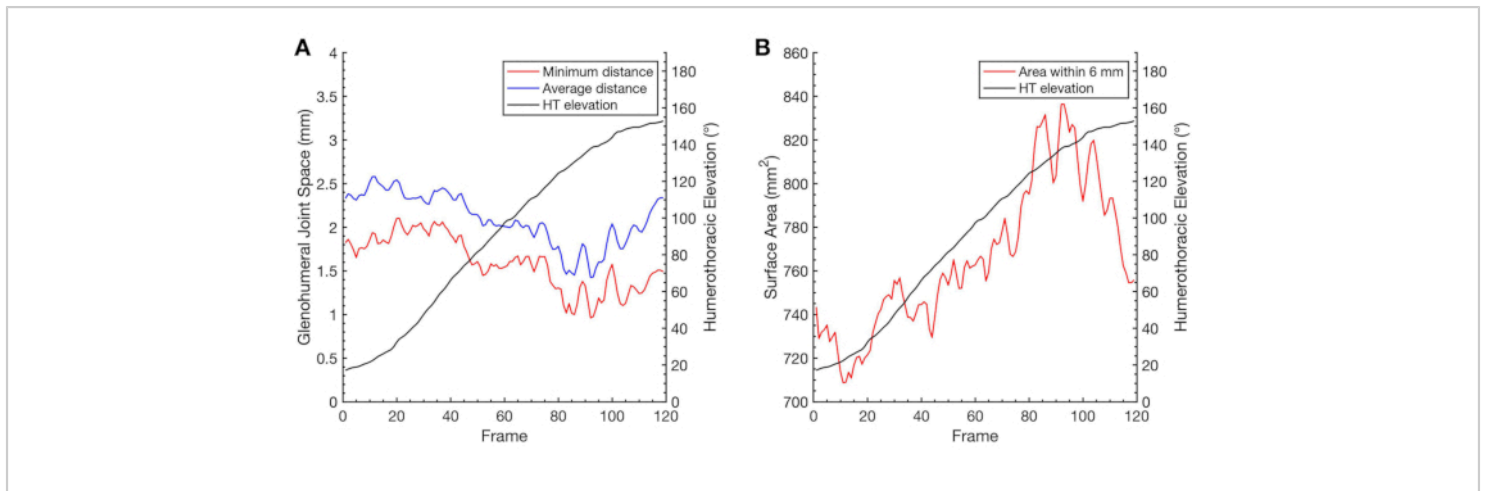 A
Glenohumeral Joint Space (mm)
4
3.5
3
2.5
2
1.5
1
0.5
0
Minimum distance
Average distance
HT elevation
180
160
140
120
100
80
60
40
20
0
Humerothoracic Elevation (°)
0 20 40 60 80 100 120
Frame
B
Surface Area (mm²)
860
840
820
800
780
760
740
720
700
Area within 6 mm
HT elevation
180
160
140
120
100
80
60
40
20
0
Humerothoracic Elevation (°)
0 20 40 60 80 100 120
Frame